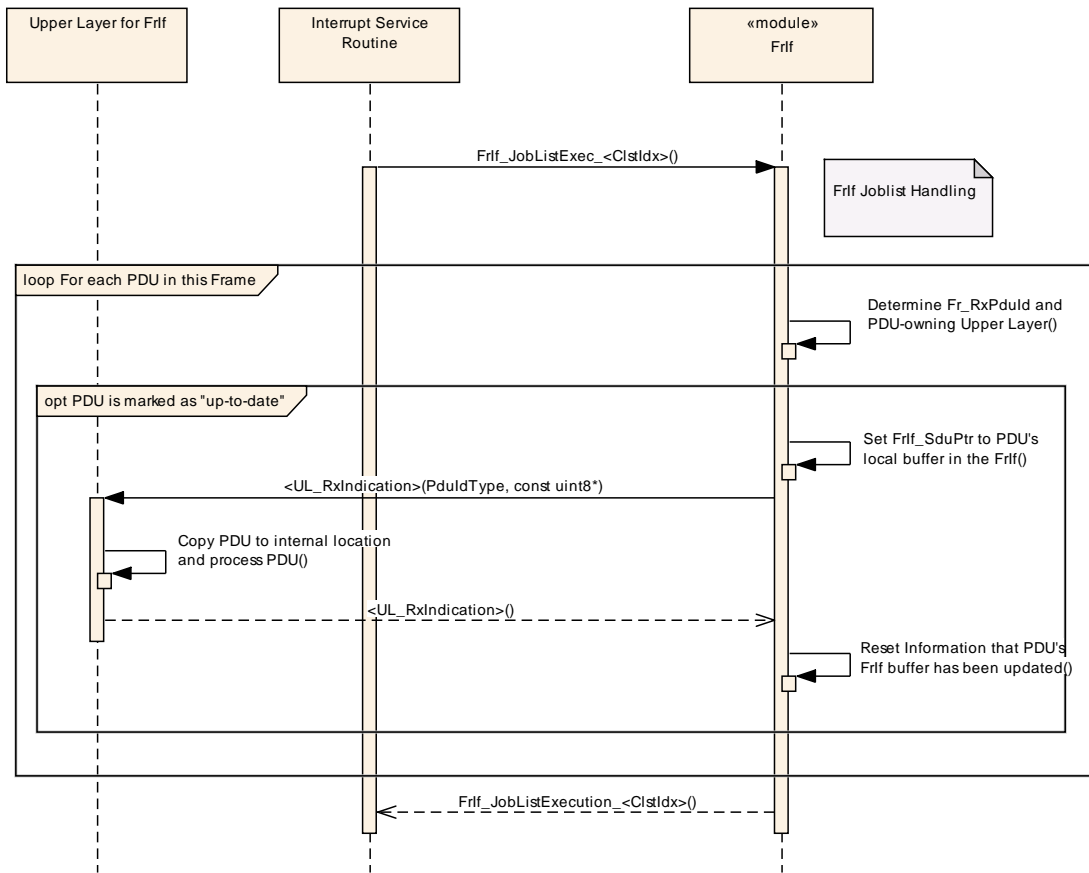 Upper Layer for FrIf
Interrupt Service
Routine
«module»
FrIf
FrIf_JobListExec_<ClstIdx>()
FrIf Joblist Handling
loop For each PDU in this Frame
Determine Fr_RxPduId and
PDU-owning Upper Layer()
opt PDU is marked as "up-to-date"
Set FrIf_SduPtr to PDU's
local buffer in the FrIf()
<UL_RxIndication>(PduIdType, const uint8*)
Copy PDU to internal location
and process PDU()
<UL_RxIndication>()
Reset Information that PDU's
FrIf buffer has been updated()
FrIf_JobListExecution_<ClstIdx>()